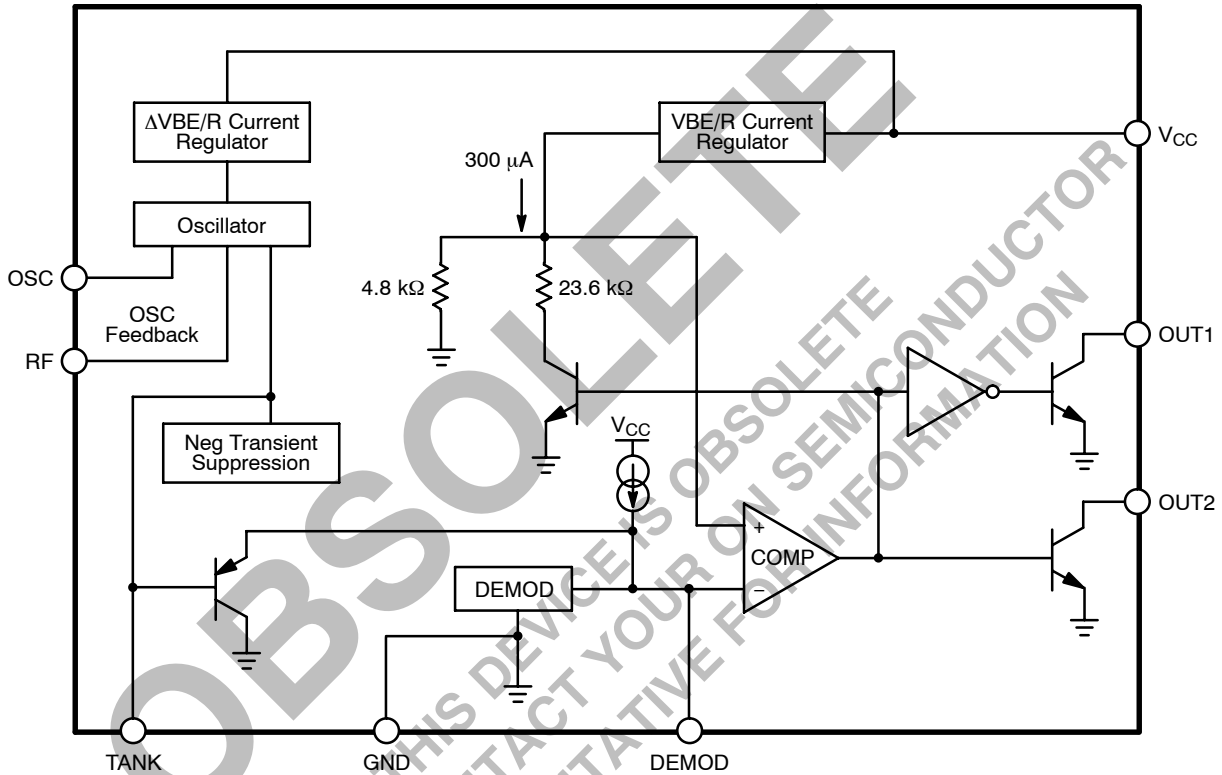 ΔVBE/R Current
Regulator
VBE/R Current
Regulator
VCC
300 μA
Oscillator
OSC
4.8 kΩ
23.6 kΩ
OSC
Feedback
RF
OUT1
Neg Transient
Suppression
VCC
OUT2
+
COMP
−
DEMOD
TANK
GND
DEMOD
OBSOLETE
THIS DEVICE IS OBSOLETE
CONTACT YOUR ON SEMICONDUCTOR
FOR INFORMATION